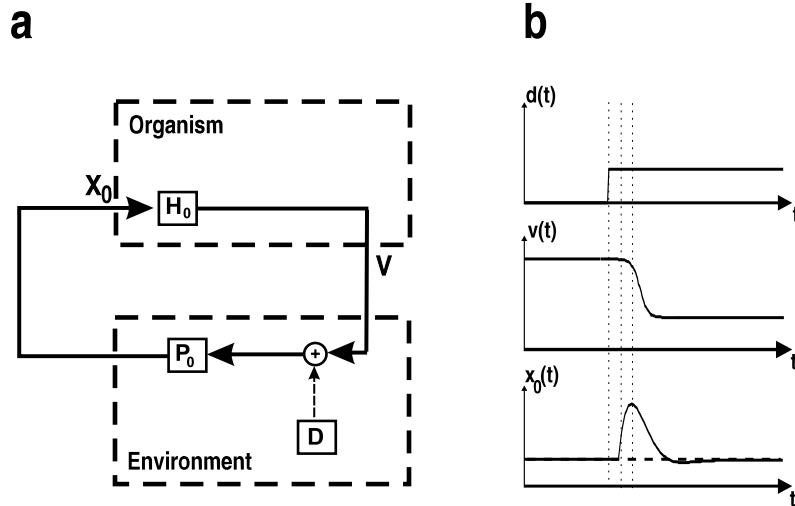 a
b
Organism
X0
H0
V
P0
+
D
Environment
d(t)
t
v(t)
t
x0(t)
t